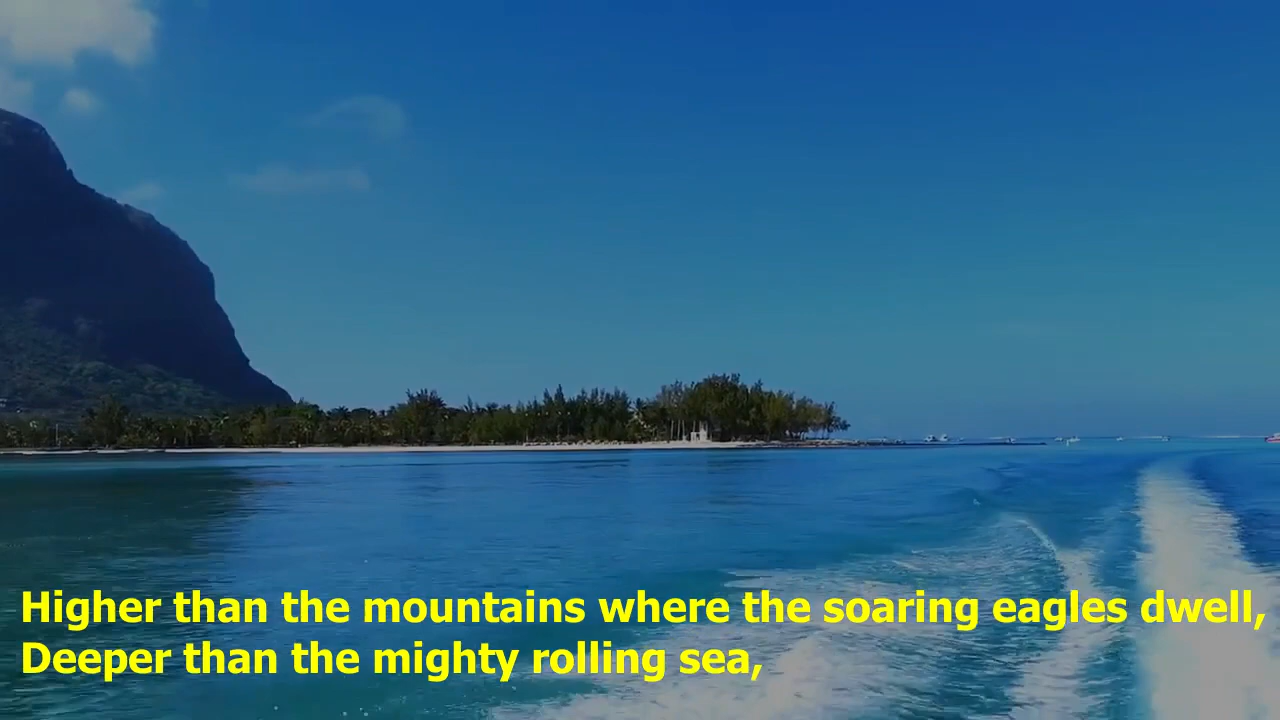 Higher than the mountains where the soaring eagles dwell,
Deeper than the mighty rolling sea,